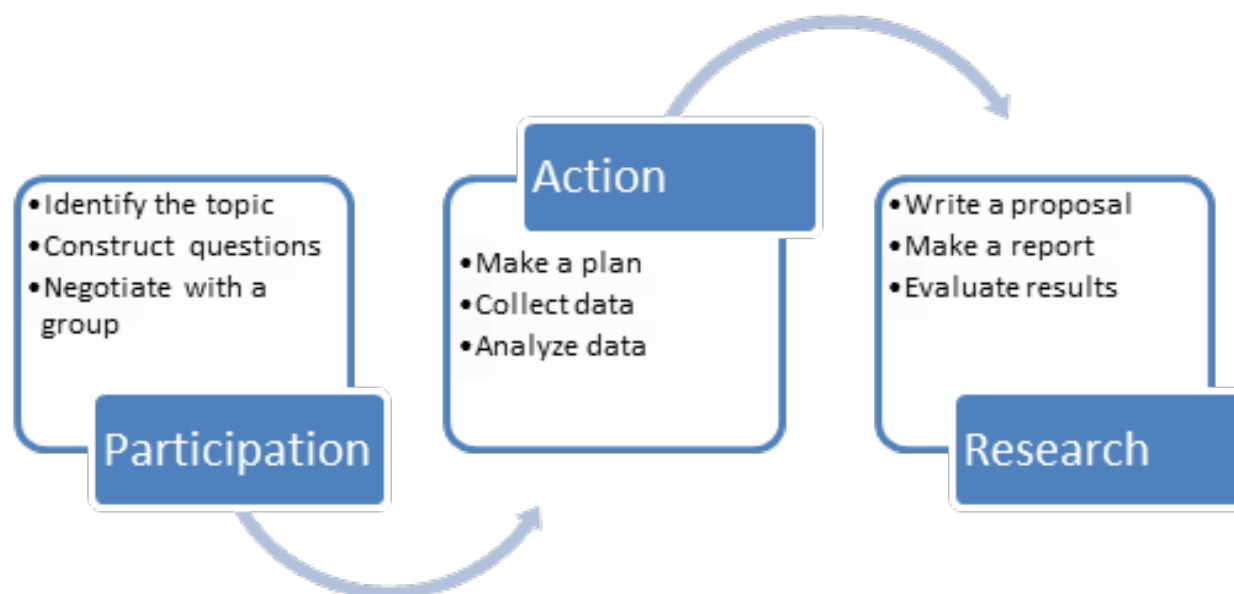 •Identify the topic
•Construct questions
•Negotiate with a
group
Participation
Action
•Make a plan
•Collect data
•Analyze data
•Write a proposal
•Make a report
•Evaluate results
Research